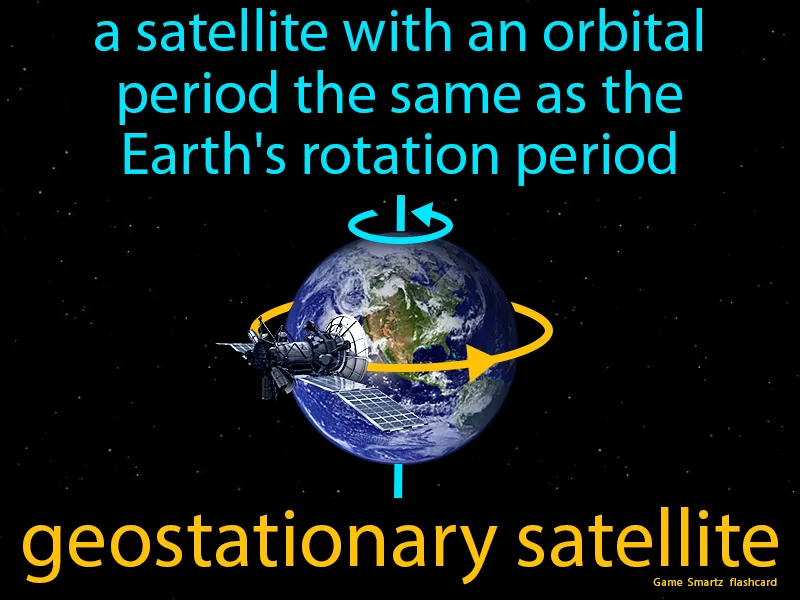 a satellite with an orbital
period the same as the
Earth's rotation period
geostationary satellite
Game Smartz flashcard